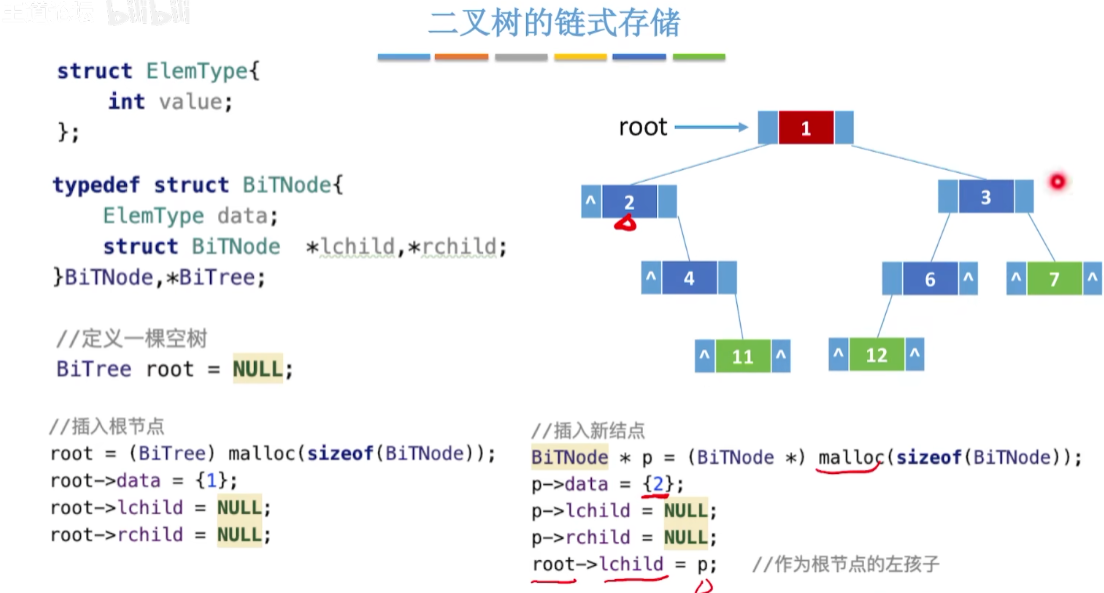 二叉树的链式存储
struct ElemType{
int value;
};
typedef struct BiTNode{
ElemType data;
struct BiTNode *lchild,*rchild;
}BiTNode,*BiTree;
//定义一棵空树
BiTree root = NULL;
//插入根节点
root = (BiTree) malloc(sizeof(BiTNode));
root->data = {1};
root->lchild = NULL;
root->rchild = NULL;
root
1
^ 2
3
^ 4
6 ^
^ 7 ^
^ 11 ^
^ 12 ^
//插入新结点
BiTNode * p = (BiTNode *) malloc(sizeof(BiTNode));
p->data = {2};
p->lchild = NULL;
p->rchild = NULL;
root->lchild = p; //作为根节点的左孩子